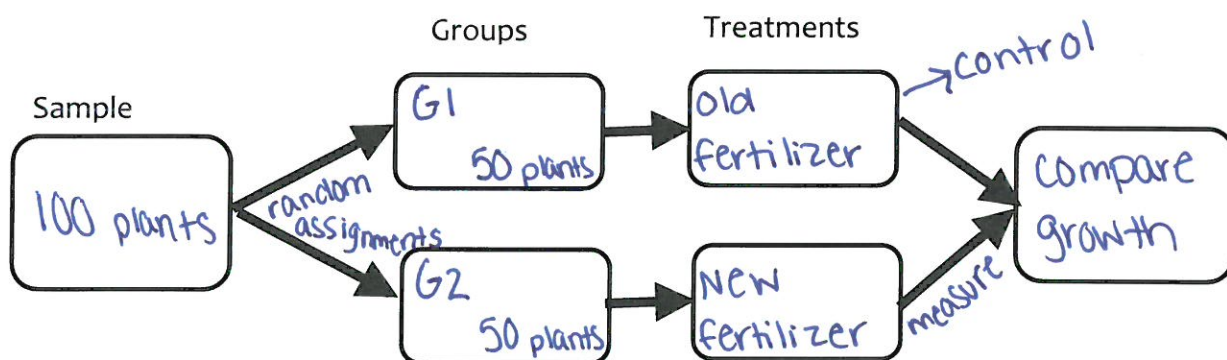 Groups
Treatments
Sample
100 plants
random
assignments
G1
50 plants
G2
50 plants
old
fertilizer
→control
New
fertilizer
measure
compare
growth